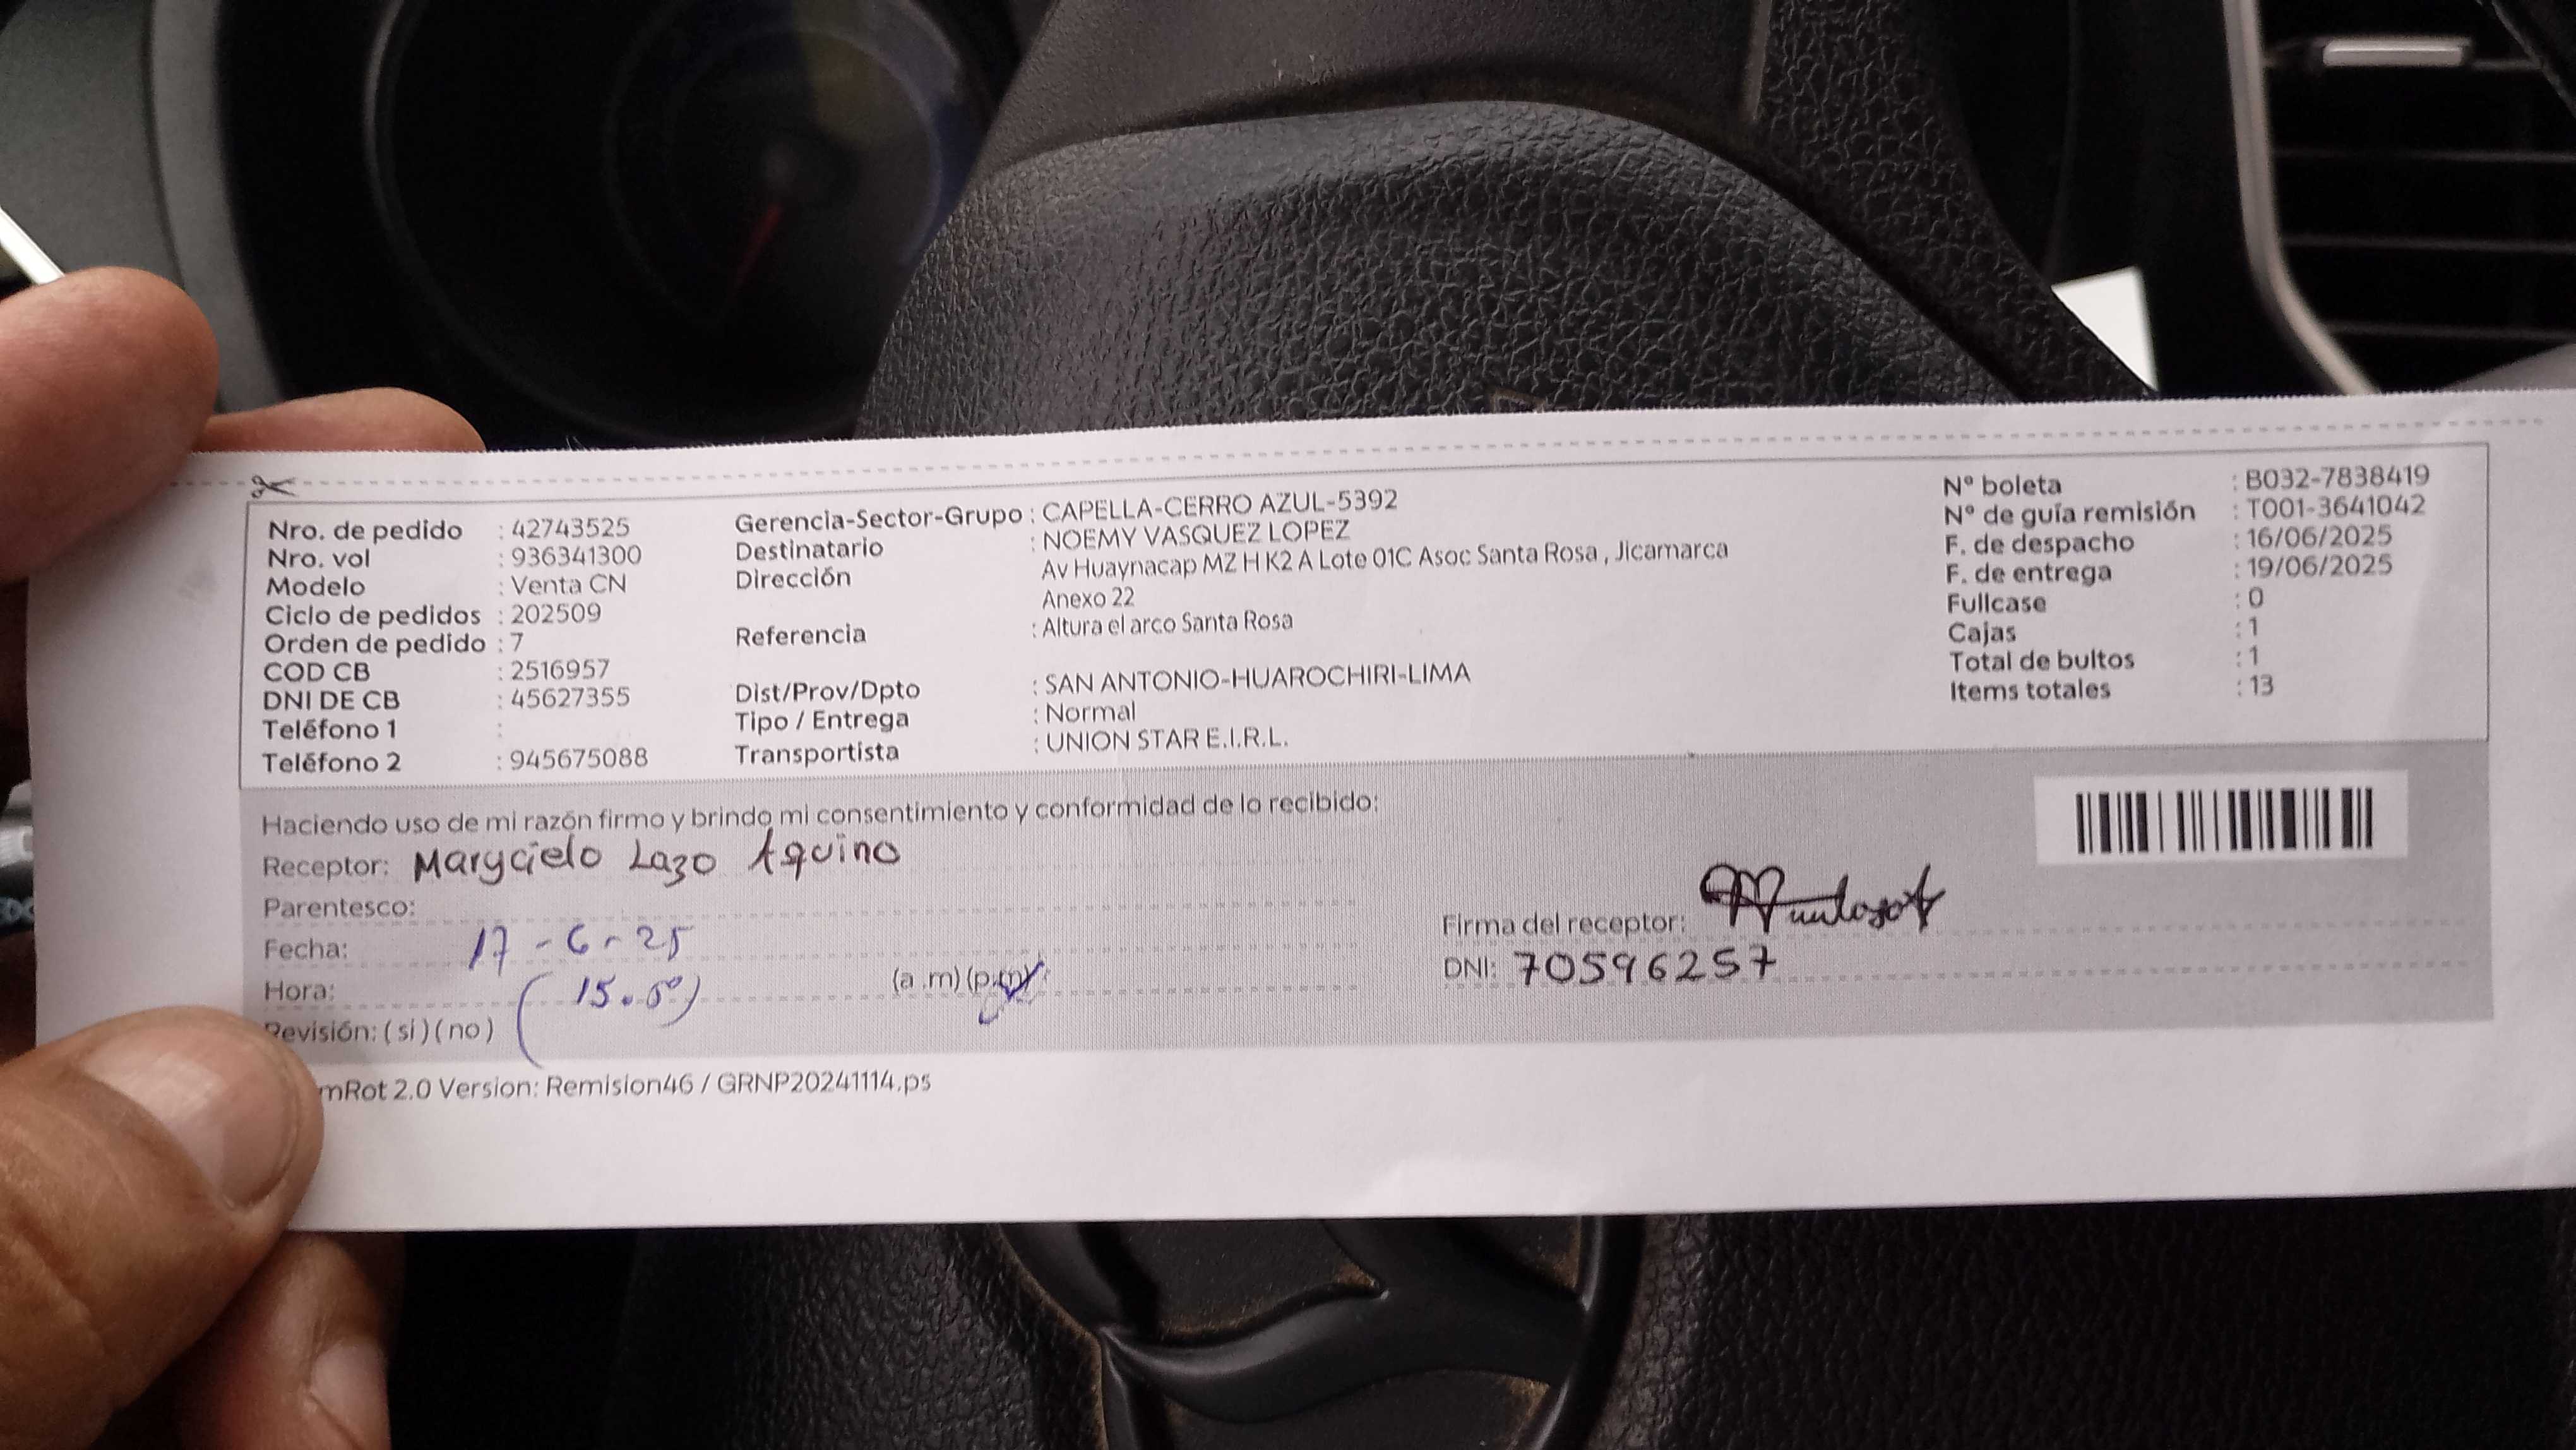 Nro. de pedido : 42743525
Nro. vol : 936341300
Modelo : Venta CN
Ciclo de pedidos : 202509
Orden de pedido : 7
COD CB : 2516957
DNI DE CB : 45627355
Teléfono 1 :
Teléfono 2 : 945675088
Gerencia-Sector-Grupo : CAPELLA-CERRO AZUL-5392
Destinatario : NOEMY VASQUEZ LOPEZ
Dirección Av Huaynacap MZ H K2 A Lote 01C Asoc Santa Rosa , Jicamarca
Anexo 22
Referencia : Altura el arco Santa Rosa
Dist/Prov/Dpto : SAN ANTONIO-HUAROCHIRI-LIMA
Tipo / Entrega : Normal
Transportista : UNION STAR E.I.R.L.
Nº boleta : B032-7838419
Nº de guía remisión : T001-3641042
F. de despacho : 16/06/2025
F. de entrega : 19/06/2025
Fullcase : 0
Cajas : 1
Total de bultos : 1
Items totales : 13
Haciendo uso de mi razón firmo y brindo mi consentimiento y conformidad de lo recibido:
Receptor: Marycielo Lazo Aquino
Parentesco:
Fecha: 17-6-25
Hora: (15.50) (a.m)(p.m)
Revisión: (si)(no)
Firma del receptor:
DNI: 70596257
mRot 2.0 Version: Remision46 / GRNP20241114.ps